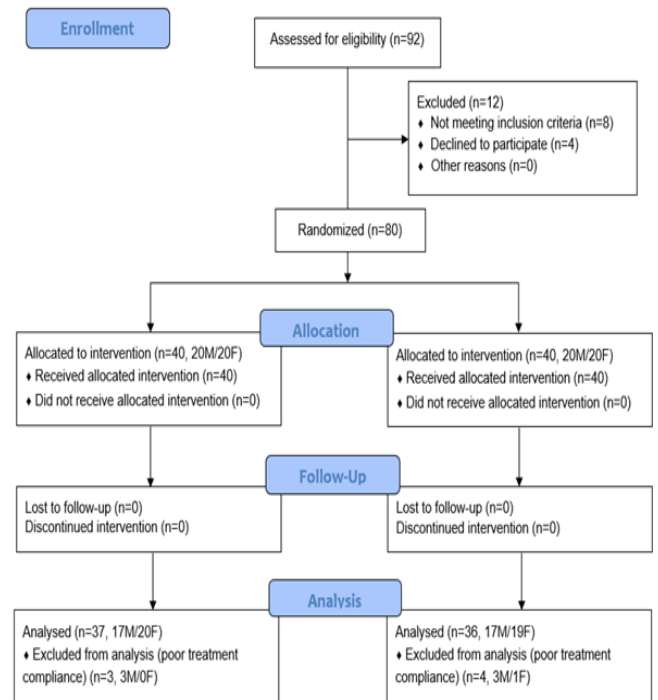 Enrollment
Assessed for eligibility (n=92)
Excluded (n=12)
♦ Not meeting inclusion criteria (n=8)
♦ Declined to participate (n=4)
♦ Other reasons (n=0)
Randomized (n=80)
Allocation
Allocated to intervention (n=40, 20M/20F)
♦ Received allocated intervention (n=40)
♦ Did not receive allocated intervention (n=0)
Allocated to intervention (n=40, 20M/20F)
♦ Received allocated intervention (n=40)
♦ Did not receive allocated intervention (n=0)
Follow-Up
Lost to follow-up (n=0)
Discontinued intervention (n=0)
Lost to follow-up (n=0)
Discontinued intervention (n=0)
Analysis
Analysed (n=37, 17M/20F)
♦ Excluded from analysis (poor treatment
compliance) (n=3, 3M/0F)
Analysed (n=36, 17M/19F)
♦ Excluded from analysis (poor treatment
compliance) (n=4, 3M/1F)